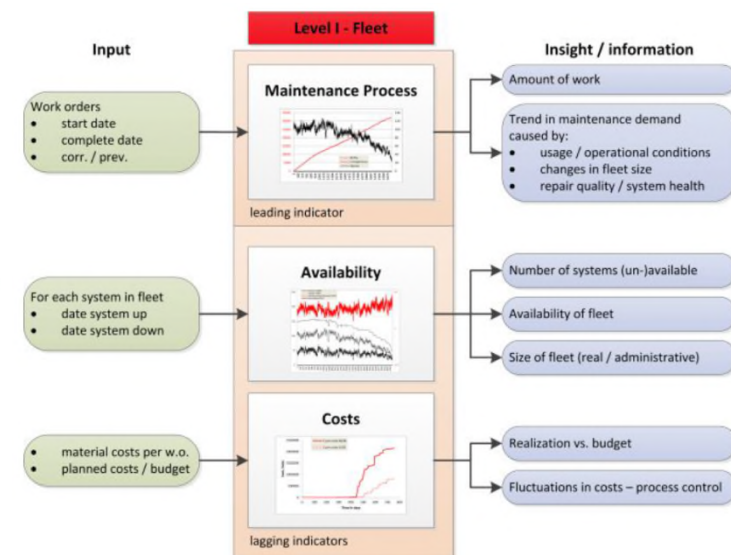 Level I - Fleet
Input
Insight / information
Work orders
• start date
• complete date
• corr. / prev.
Maintenance Process
leading indicator
Amount of work
Trend in maintenance demand
caused by:
• usage / operational conditions
• changes in fleet size
• repair quality / system health
For each system in fleet
• date system up
• date system down
Availability
Number of systems (un-)available
Availability of fleet
Size of fleet (real / administrative)
• material costs per w.o.
• planned costs / budget
Costs
lagging indicators
Realization vs. budget
Fluctuations in costs – process control